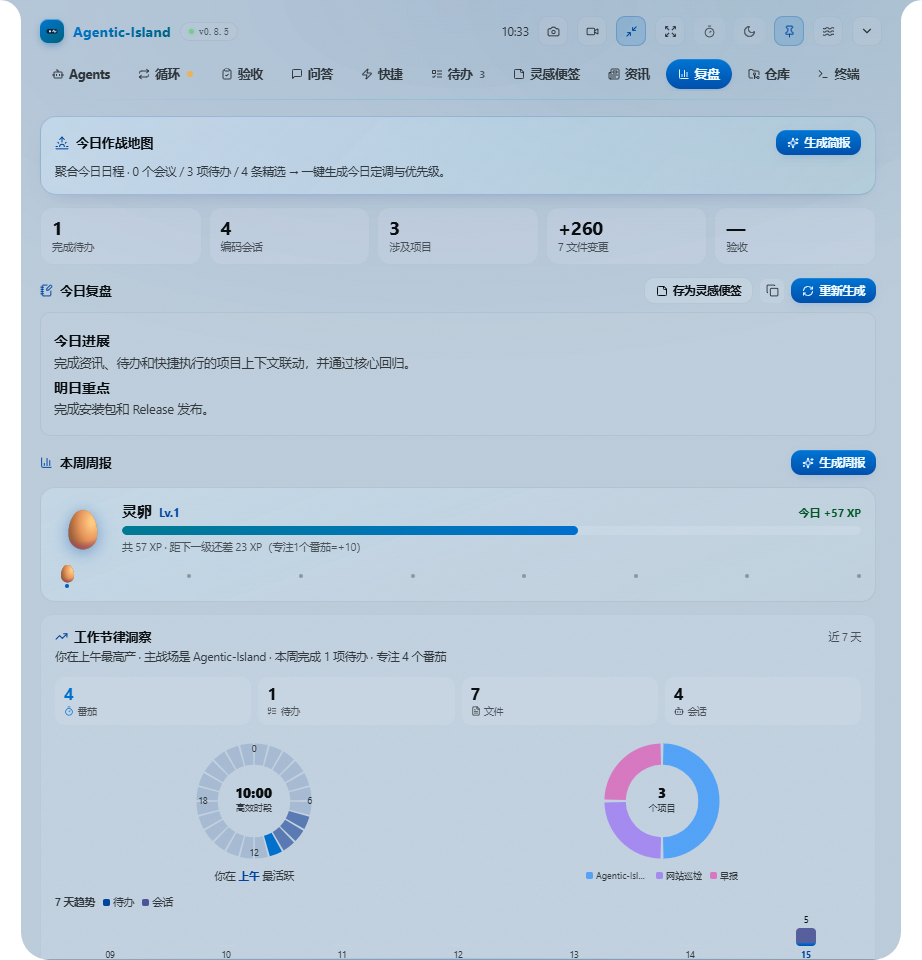 Agentic-Island
v0.8.5
10:33
Agents 循环 验收 问答 快捷 待办 3 灵感便签 资讯 复盘 仓库 终端
今日作战地图
生成简报
聚合今日日程 · 0 个会议 / 3 项待办 / 4 条精选 → 一键生成今日定调与优先级。
1
完成待办
4
编码会话
3
涉及项目
+260
7 文件变更
—
验收
今日复盘
存为灵感便签
重新生成
今日进展
完成资讯、待办和快捷执行的项目上下文联动，并通过核心回归。
明日重点
完成安装包和 Release 发布。
本周周报
生成周报
灵卵 Lv.1
今日 +57 XP
共 57 XP · 距下一级还差 23 XP（专注1个番茄=+10）
工作节律洞察
近 7 天
你在上午最高产 · 主战场是 Agentic-Island · 本周完成 1 项待办 · 专注 4 个番茄
4
番茄
1
待办
7
文件
4
会话
0
6
12
18
10:00
高效时段
你在 上午 最活跃
3
个项目
Agentic-Isl... 网站巡检 早报
7 天趋势 待办 会话
5
09 10 11 12 13 14 15